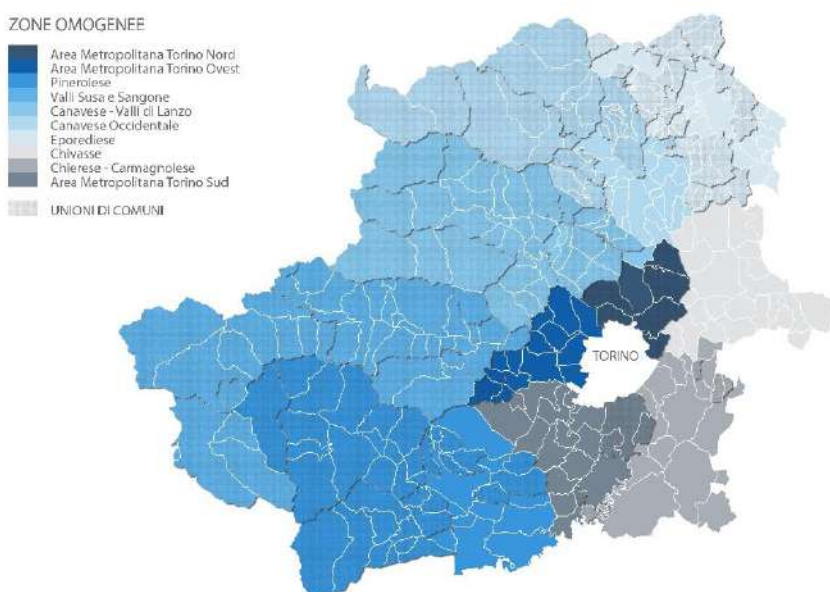 ZONE OMOGENEE
Area Metropolitana Torino Nord
Area Metropolitana Torino Ovest
Pinerolese
Valli Susa e Sangone
Canavese - Valli di Lanzo
Canavese Occidentale
Eporediese
Chivasse
Chierese - Carmagnolese
Area Metropolitana Torino Sud
UNIONI DI COMUNI
TORINO